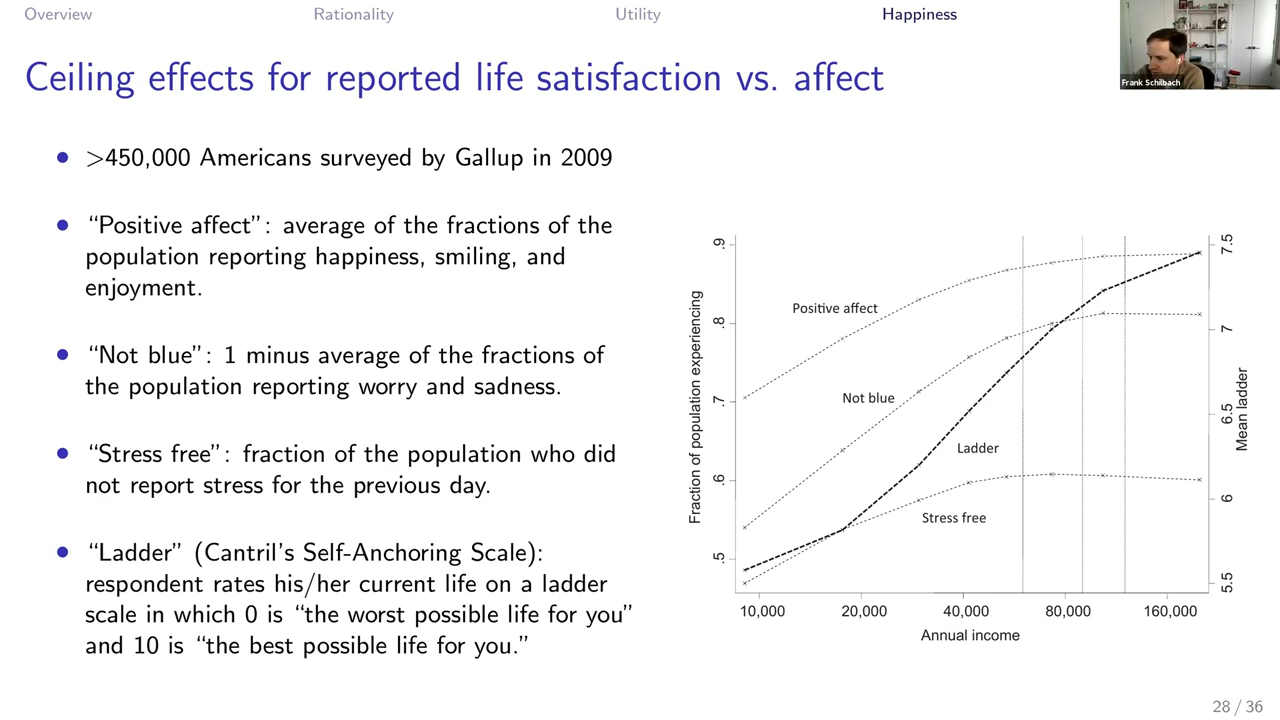 Overview Rationality Utility Happiness
Frank Schilbach
Ceiling effects for reported life satisfaction vs. affect
• >450,000 Americans surveyed by Gallup in 2009
• “Positive affect”: average of the fractions of the
population reporting happiness, smiling, and
enjoyment.
• “Not blue”: 1 minus average of the fractions of
the population reporting worry and sadness.
• “Stress free”: fraction of the population who did
not report stress for the previous day.
• “Ladder” (Cantril’s Self-Anchoring Scale):
respondent rates his/her current life on a ladder
scale in which 0 is “the worst possible life for you”
and 10 is “the best possible life for you.”
Fraction of population experiencing
.9
.8
.7
.6
.5
Positive affect
Not blue
Ladder
Stress free
7.5
7
6.5
6
5.5
Mean ladder
10,000 20,000 40,000 80,000 160,000
Annual income
28 / 36